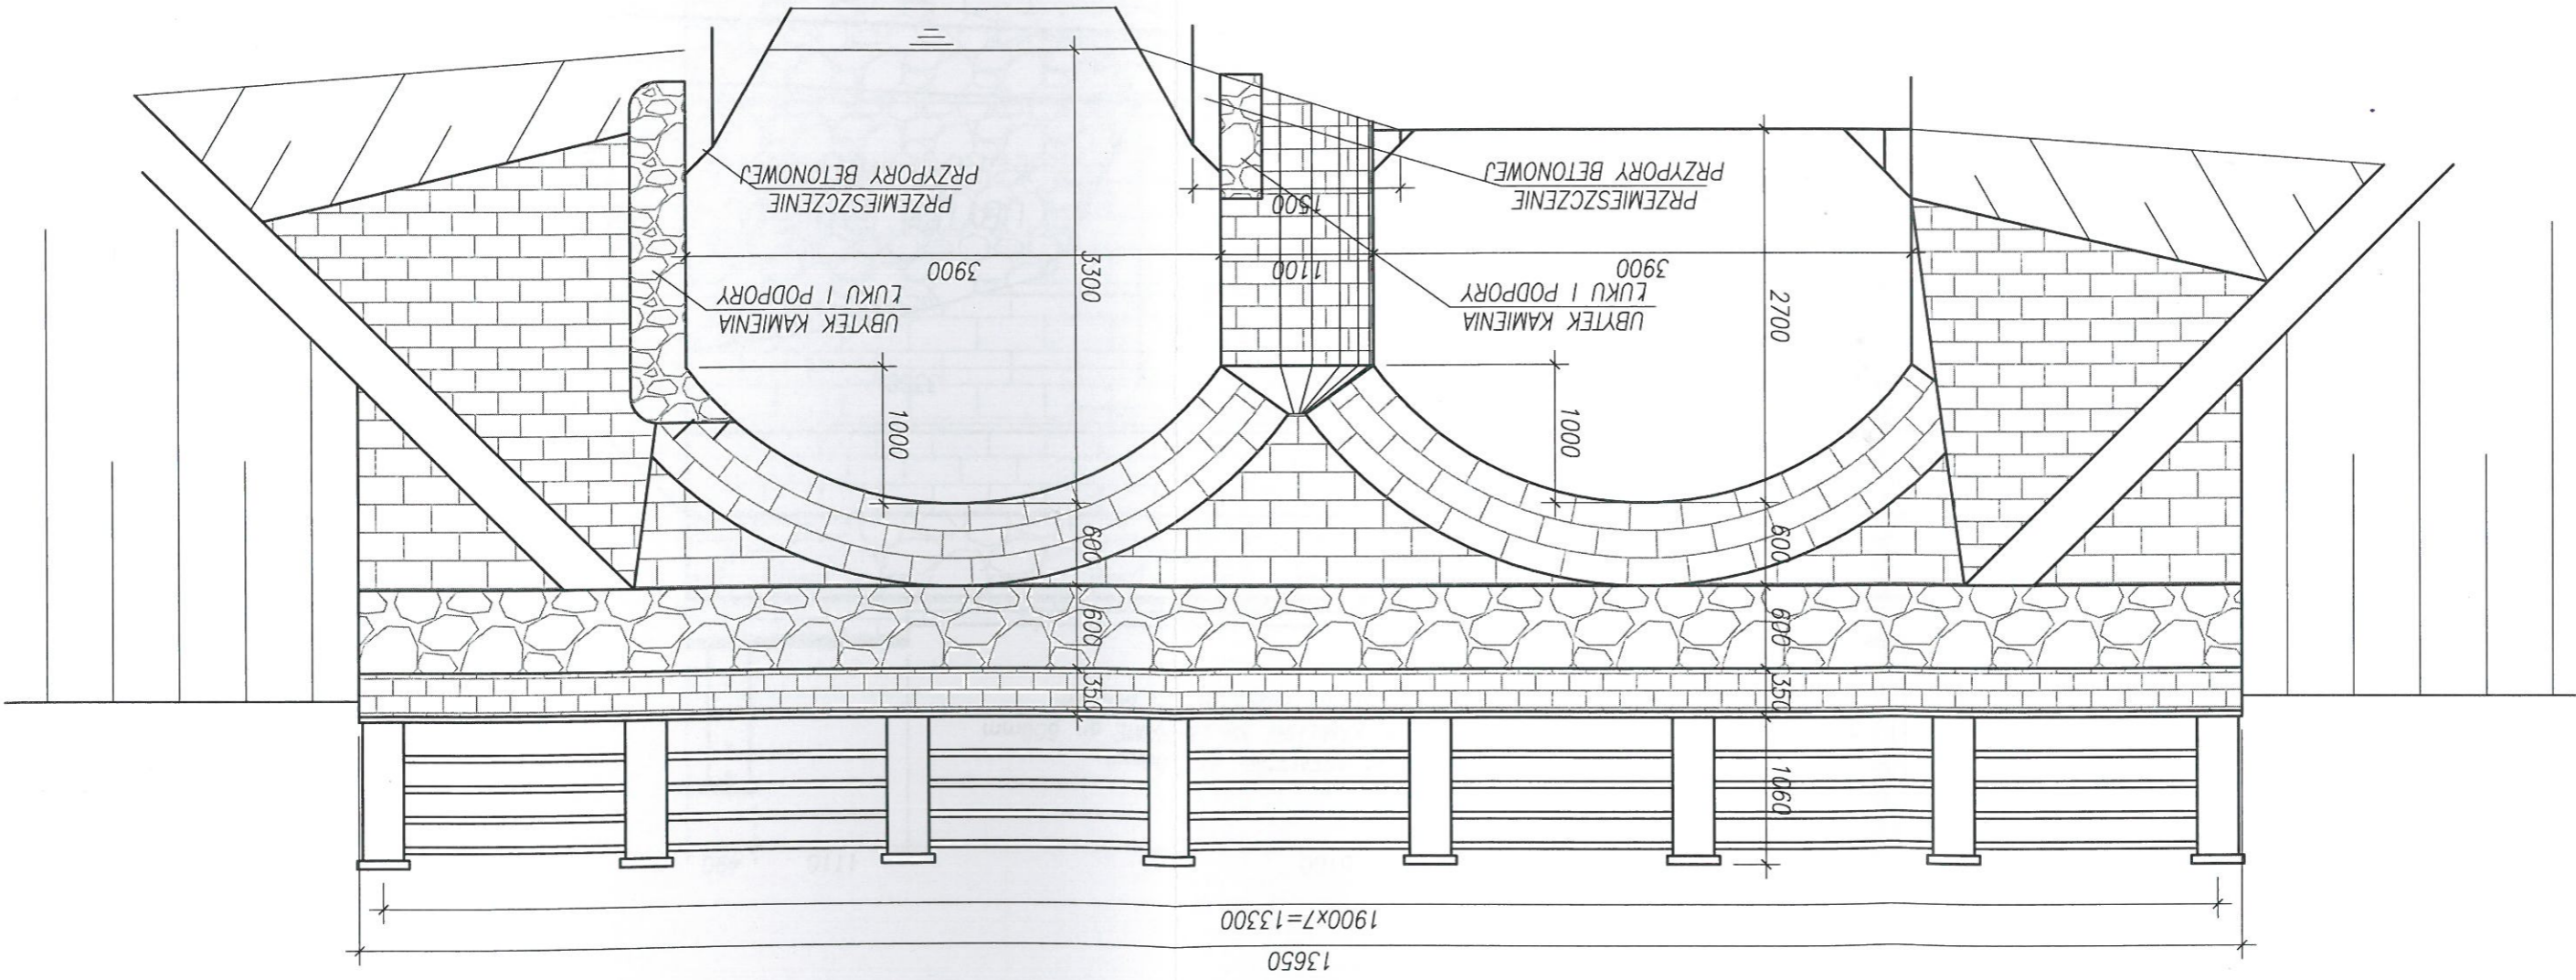 13650
1900x7=13300
1060
350
350
600
600
600
600
1000
1000
2700
3300
UBYTEK KAMIENIA
ŁUKU I PODPORY
UBYTEK KAMIENIA
ŁUKU I PODPORY
3900
1100
3900
1500
PRZEMIESZCZENIE
PRZYPORY BETONOWEJ
PRZEMIESZCZENIE
PRZYPORY BETONOWEJ